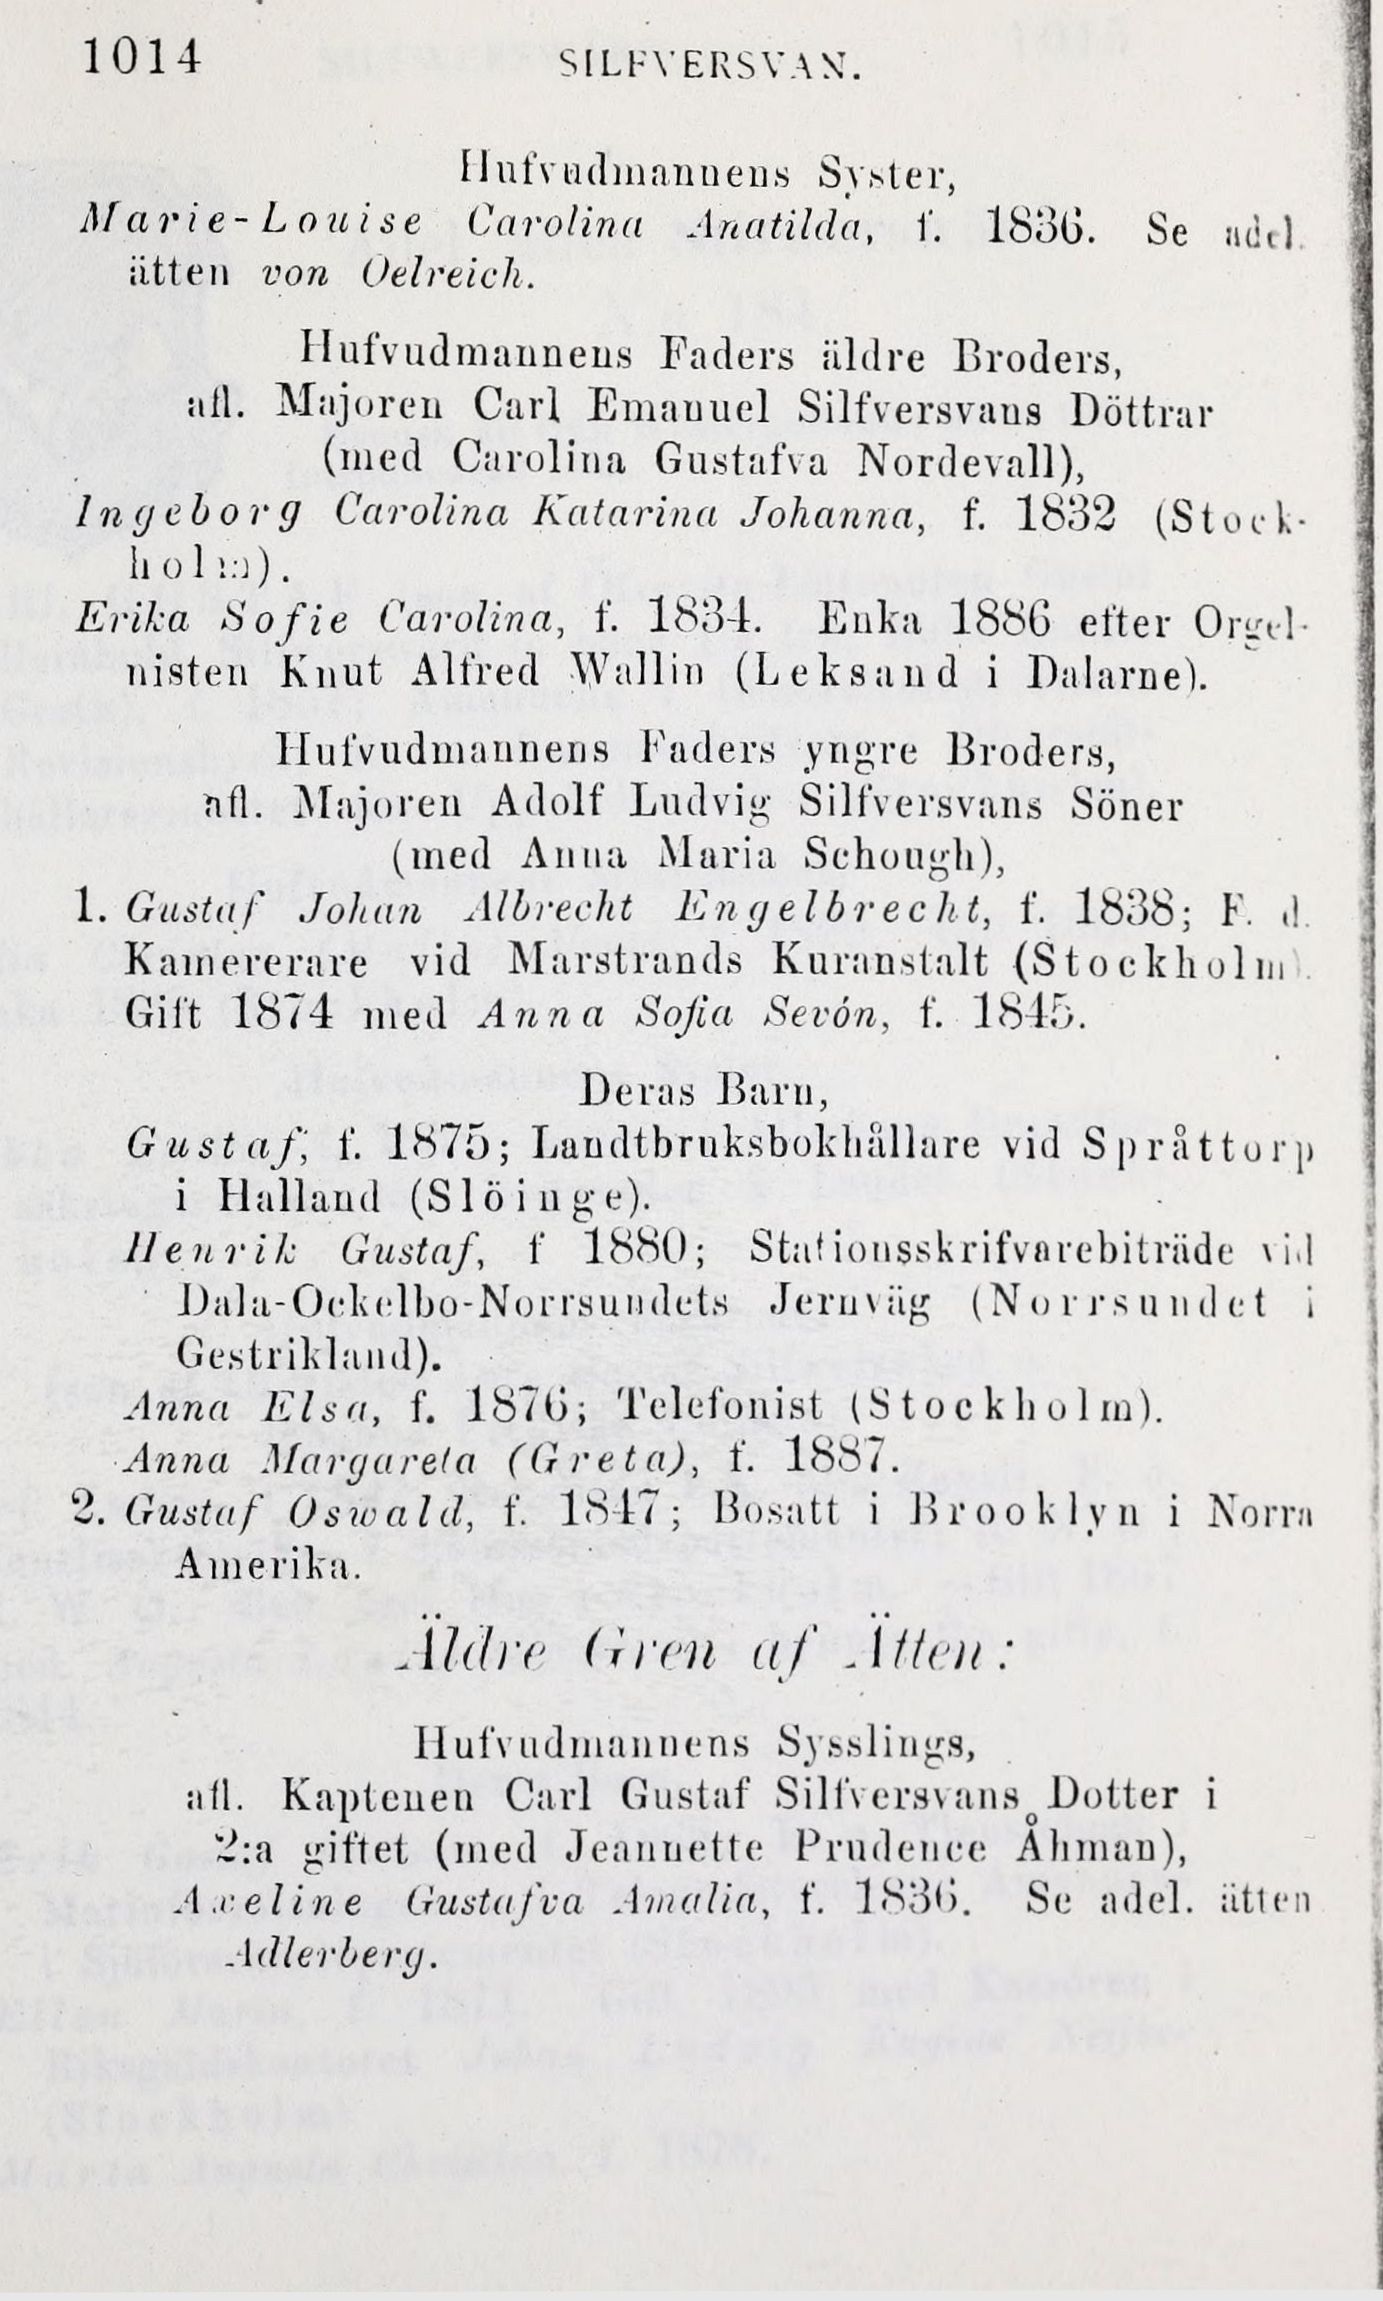 1014
SILFVERSVAN.
Hufvudmannens Syster,
Marie-Louise Carolina Anatilda, f. 1836. Se adel.
ätten von Oelreich.
Hufvudmannens Faders äldre Broders,
afl. Majoren Carl Emanuel Silfversvans Döttrar
(med Carolina Gustafva Nordevall),
Ingeborg Carolina Katarina Johanna, f. 1832 (Stock-
holm).
Erika Sofie Carolina, f. 1834. Enka 1886 efter Orgel-
nisten Knut Alfred Wallin (Leksand i Dalarne).
Hufvudmannens Faders yngre Broders,
afl. Majoren Adolf Ludvig Silfversvans Söner
(med Anna Maria Schough),
1. Gustaf Johan Albrecht Engelbrecht, f. 1838; F. d.
Kamererare vid Marstrands Kuranstalt (Stockholm).
Gift 1874 med Anna Sofia Sevón, f. 1845.
Deras Barn,
Gustaf, f. 1875; Landtbruksbokhållare vid Språttorp
i Halland (Slöinge).
Henrik Gustaf, f 1880; Stationsskrifvarebiträde vid
Dala-Ockelbo-Norrsundets Jernväg (Norrsundet i
Gestrikland).
Anna Elsa, f. 1876; Telefonist (Stockholm).
Anna Margareta (Greta), f. 1887.
2. Gustaf Oswald, f. 1847; Bosatt i Brooklyn i Norra
Amerika.
Äldre Gren af Ätten:
Hufvudmannens Sysslings,
afl. Kaptenen Carl Gustaf Silfversvans Dotter i
2:a giftet (med Jeannette Prudence Åhman),
Axeline Gustafva Amalia, f. 1836. Se adel. ätten
Adlerberg.